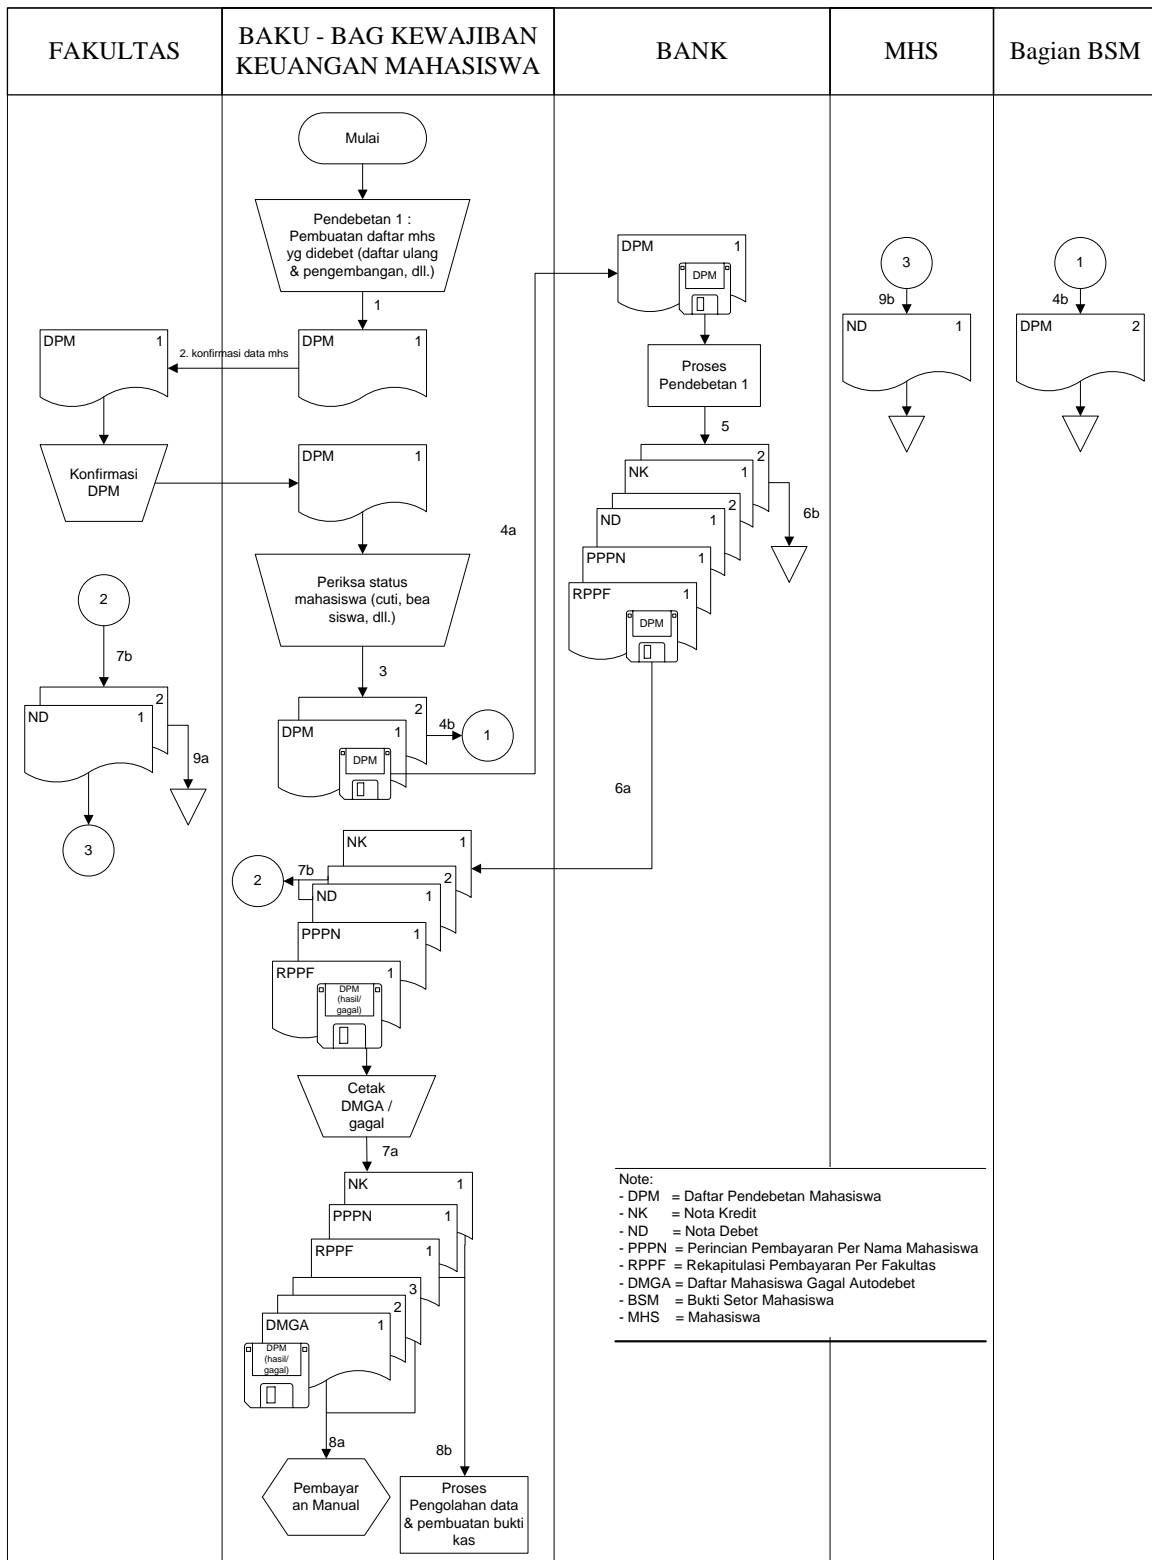 FAKULTAS
BAKU - BAG KEWAJIBAN
KEUANGAN MAHASISWA
BANK
MHS
Bagian BSM
Mulai
Pendebetan 1 :
Pembuatan daftar mhs
yg didebet (daftar ulang
& pengembangan, dll.)
1
DPM 1
2. konfirmasi data mhs
DPM 1
Konfirmasi
DPM
DPM 1
Periksa status
mahasiswa (cuti, bea
siswa, dll.)
3
2
DPM 1
DPM
4b
1
4a
DPM 1
DPM
Proses
Pendebetan 1
5
2
NK 1
2
ND 1
PPPN 1
RPPF 1
DPM
6b
6a
3
9b
ND 1
1
4b
DPM 2
2
7b
2
ND 1
9a
3
NK 1
2
7b
2
ND 1
PPPN 1
RPPF 1
DPM
(hasil/
gagal)
Cetak
DMGA /
gagal
7a
NK 1
PPPN 1
RPPF 1
3
2
DMGA 1
DPM
(hasil/
gagal)
8a
8b
Pembayar
an Manual
Proses
Pengolahan data
& pembuatan bukti
kas
Note:
- DPM = Daftar Pendebetan Mahasiswa
- NK = Nota Kredit
- ND = Nota Debet
- PPPN = Perincian Pembayaran Per Nama Mahasiswa
- RPPF = Rekapitulasi Pembayaran Per Fakultas
- DMGA = Daftar Mahasiswa Gagal Autodebet
- BSM = Bukti Setor Mahasiswa
- MHS = Mahasiswa